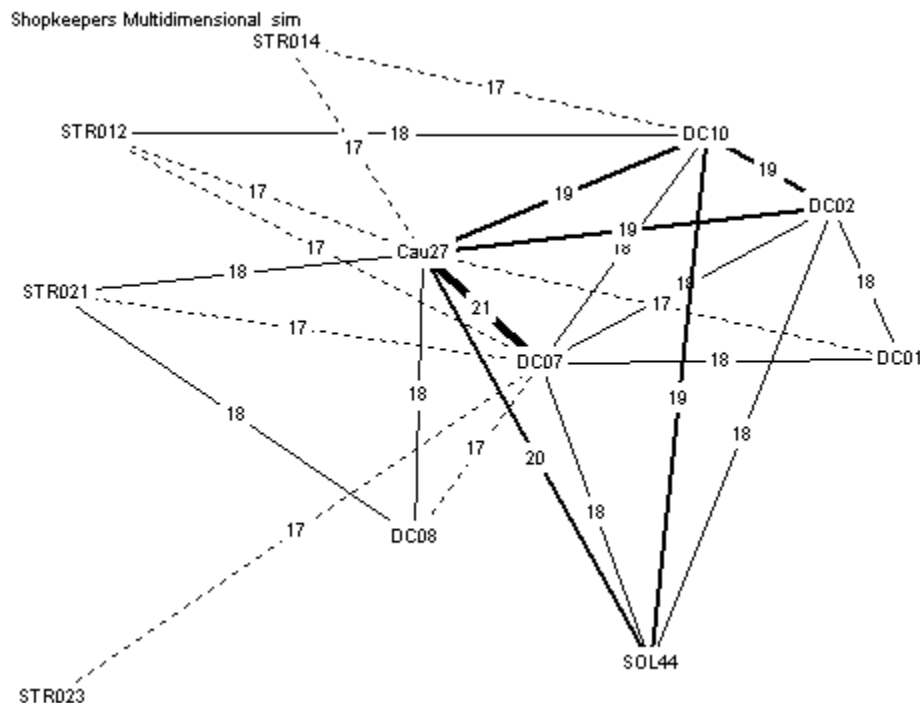 Shopkeepers Multidimensional sim
STR014
17
STR012
18
DC10
17
19
17
19
DC02
19
18
Cau27
17
18
18
18
STR021
21
17
17
DC07
18
DC01
18
19
18
17
20
18
17
18
DC08
SOL44
STR023